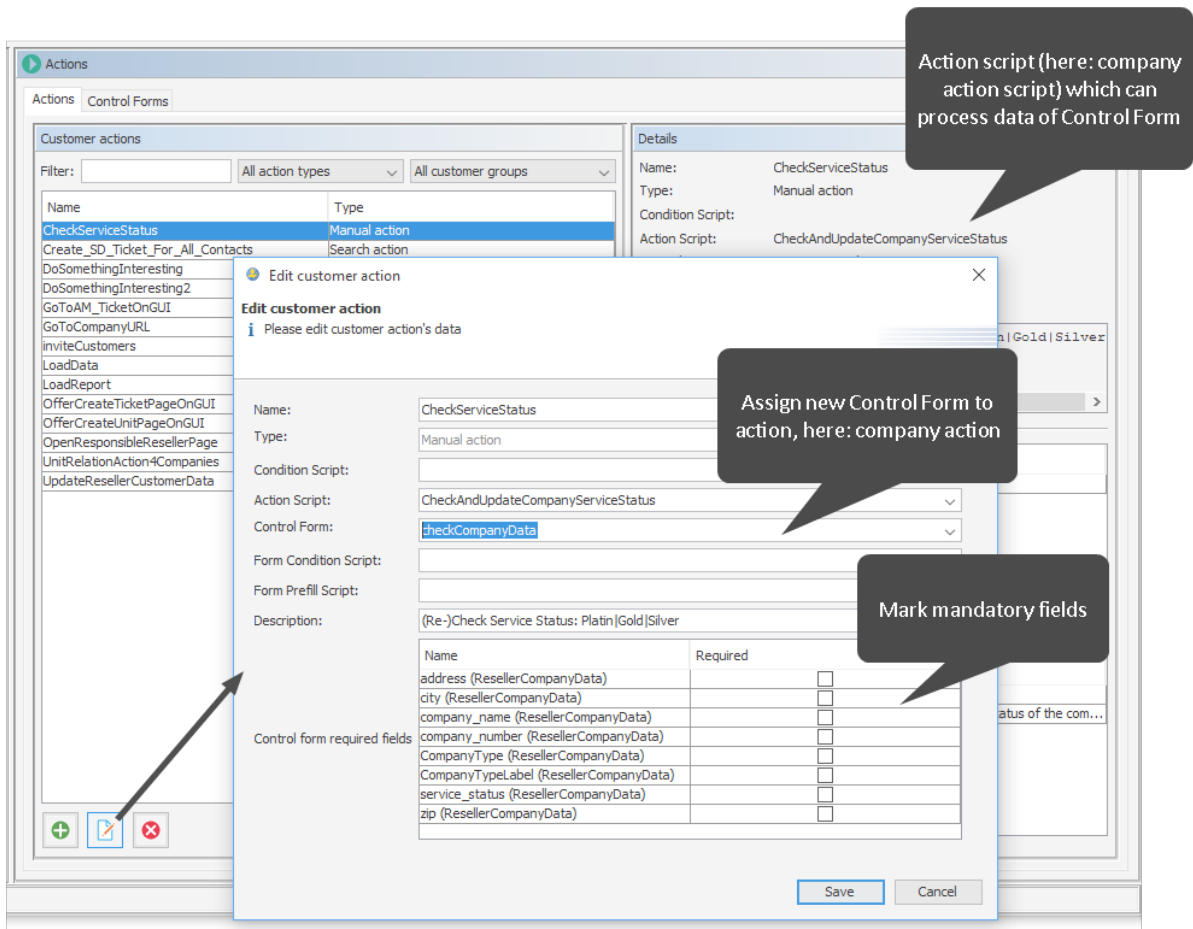 Action script (here: company
action script) which can
process data of Control Form
Actions
Actions Control Forms
Customer actions
Filter: All action types All customer groups
Name Type
CheckServiceStatus Manual action
Create_SD_Ticket_For_All_Contacts Search action
DoSomethingInteresting
DoSomethingInteresting2
GoToAM_TicketOnGUI
GoToCompanyURL
inviteCustomers
LoadData
LoadReport
OfferCreateTicketPageOnGUI
OfferCreateUnitPageOnGUI
OpenResponsibleResellerPage
UnitRelationAction4Companies
UpdateResellerCustomerData
Details
Name: CheckServiceStatus
Type: Manual action
Condition Script:
Action Script: CheckAndUpdateCompanyServiceStatus
n|Gold|Silver
atus of the com...
Edit customer action
Edit customer action
Please edit customer action's data
Assign new Control Form to
action, here: company action
Name: CheckServiceStatus
Type: Manual action
Condition Script:
Action Script: CheckAndUpdateCompanyServiceStatus
Control Form: checkCompanyData
Form Condition Script:
Form Prefill Script:
Description: (Re-)Check Service Status: Platin|Gold|Silver
Mark mandatory fields
Control form required fields
Name Required
address (ResellerCompanyData)
city (ResellerCompanyData)
company_name (ResellerCompanyData)
company_number (ResellerCompanyData)
CompanyType (ResellerCompanyData)
CompanyTypeLabel (ResellerCompanyData)
service_status (ResellerCompanyData)
zip (ResellerCompanyData)
Save Cancel